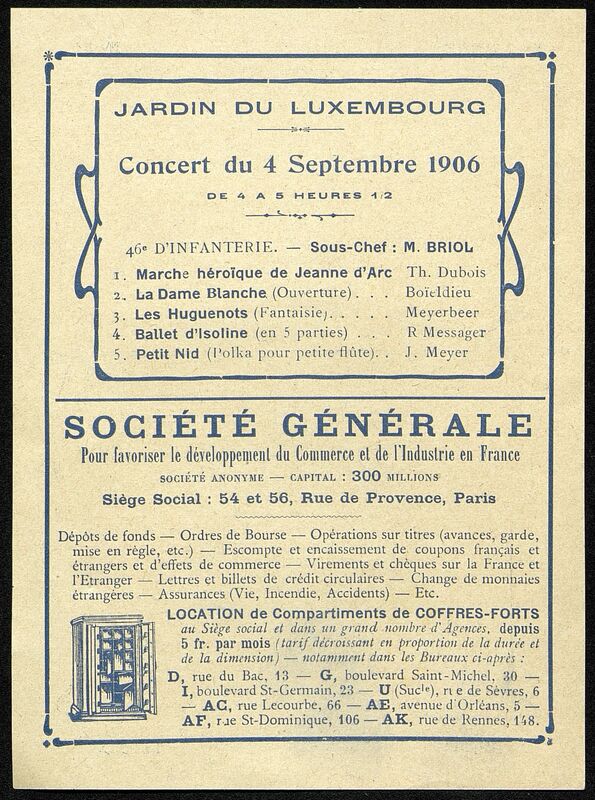 JARDIN DU LUXEMBOURG
Concert du 4 Septembre 1906
DE 4 A 5 HEURES 1/2
46e D'INFANTERIE. — Sous-Chef : M. BRIOL
1. Marche héroïque de Jeanne d'Arc Th. Dubois
2. La Dame Blanche (Ouverture) . . . Boïeldieu
3. Les Huguenots (Fantaisie) . . . . . Meyerbeer
4. Ballet d'Isoline (en 5 parties) . . . R Messager
5. Petit Nid (Polka pour petite flûte). . J. Meyer
SOCIÉTÉ GÉNÉRALE
Pour favoriser le développement du Commerce et de l'Industrie en France
SOCIÉTÉ ANONYME — CAPITAL : 300 MILLIONS
Siège Social : 54 et 56, Rue de Provence, Paris
Dépôts de fonds — Ordres de Bourse — Opérations sur titres (avances, garde,
mise en règle, etc.) — Escompte et encaissement de coupons français et
étrangers et d'effets de commerce — Virements et chèques sur la France et
l'Etranger — Lettres et billets de crédit circulaires — Change de monnaies
étrangères — Assurances (Vie, Incendie, Accidents) — Etc.
LOCATION de Compartiments de COFFRES-FORTS
au Siège social et dans un grand nombre d'Agences, depuis
5 fr. par mois (tarif décroissant en proportion de la durée et
de la dimension) — notamment dans les Bureaux ci-après :
D, rue du Bac, 13 — G, boulevard Saint-Michel, 30 —
I, boulevard St-Germain, 23 — U (Sucle), rue de Sèvres, 6
— AC, rue Lecourbe, 66 — AE, avenue d'Orléans, 5 —
AF, rue St-Dominique, 106 — AK, rue de Rennes, 148.